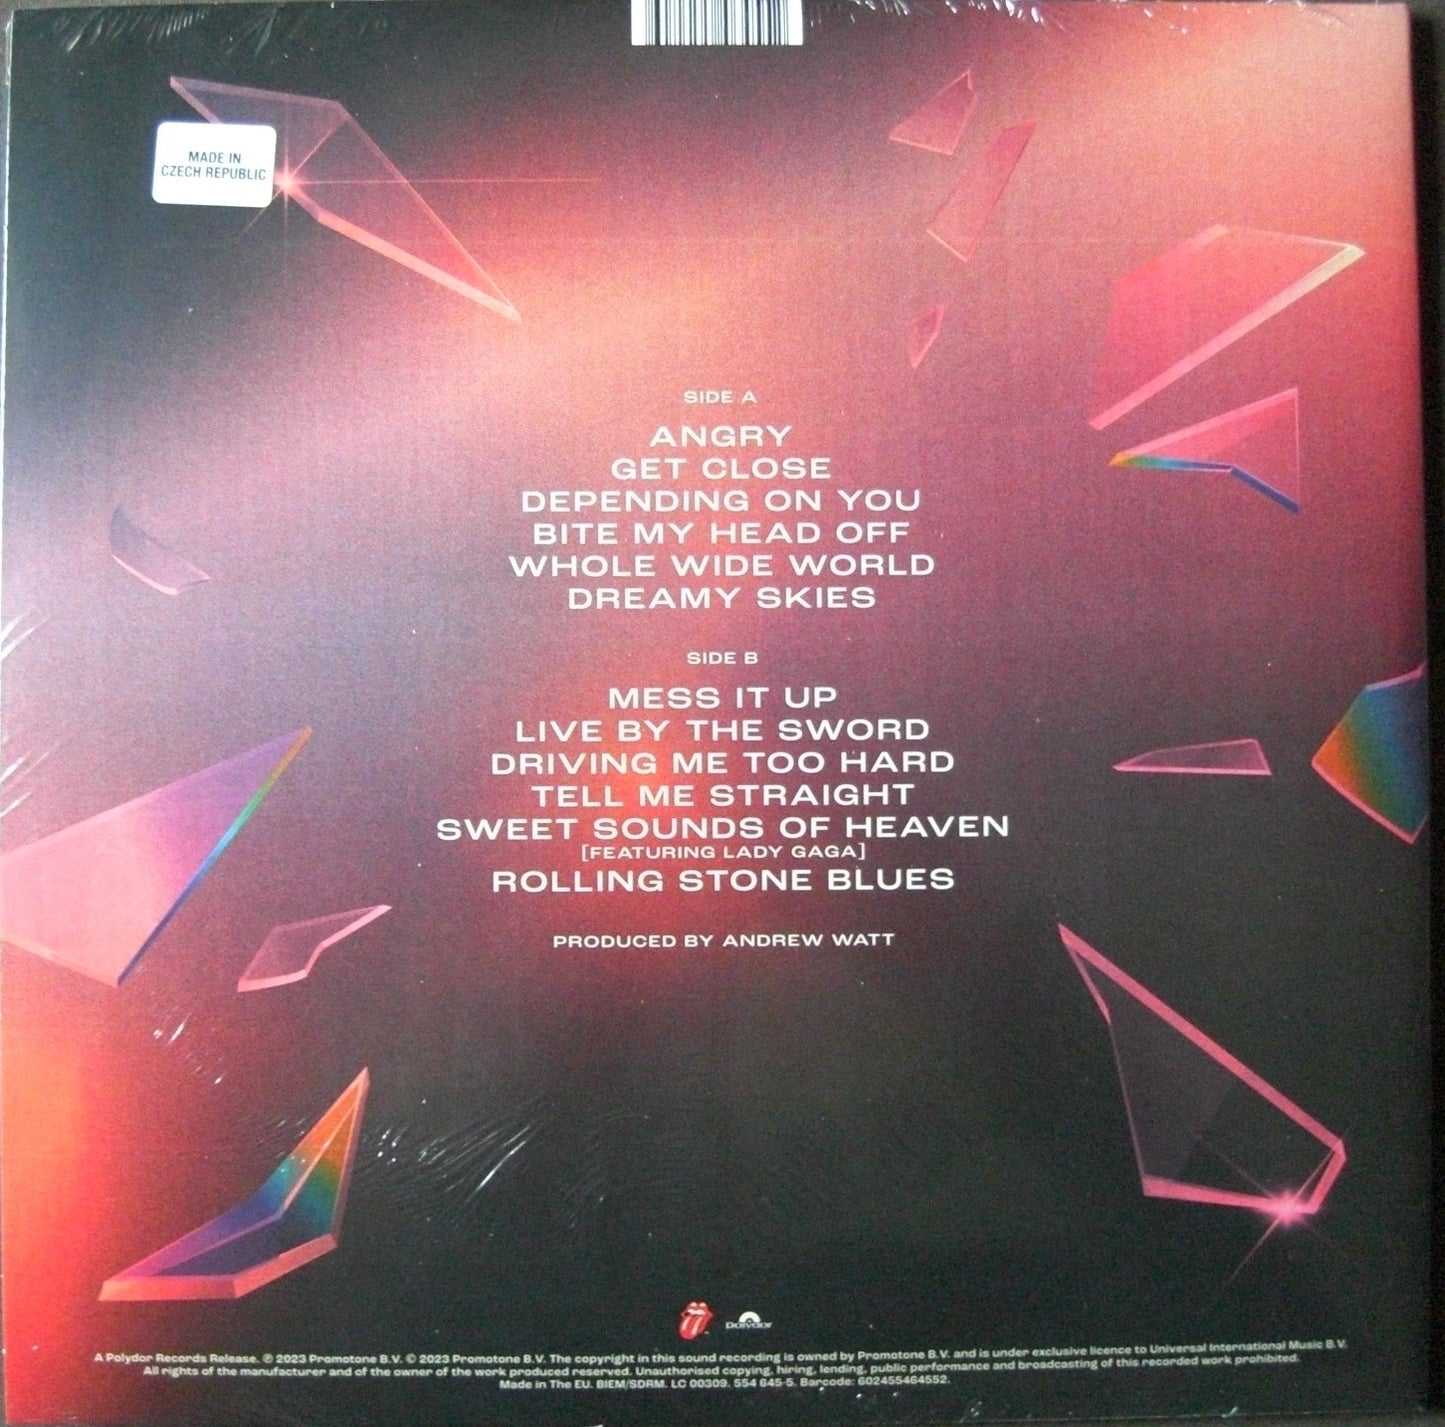 MADE IN
CZECH REPUBLIC
SIDE A
ANGRY
GET CLOSE
DEPENDING ON YOU
BITE MY HEAD OFF
WHOLE WIDE WORLD
DREAMY SKIES
SIDE B
MESS IT UP
LIVE BY THE SWORD
DRIVING ME TOO HARD
TELL ME STRAIGHT
SWEET SOUNDS OF HEAVEN
[FEATURING LADY GAGA]
ROLLING STONE BLUES
PRODUCED BY ANDREW WATT
Polydor
A Polydor Records Release. ℗ 2023 Promotone B.V. © 2023 Promotone B.V. The copyright in this sound recording is owned by Promotone B.V. and is under exclusive licence to Universal International Music B.V.
All rights of the manufacturer and of the owner of the work produced reserved. Unauthorised copying, hiring, lending, public performance and broadcasting of this recorded work prohibited.
Made in The EU. BIEM/SDRM. LC 00309. 554 645-5. Barcode: 602455464552.